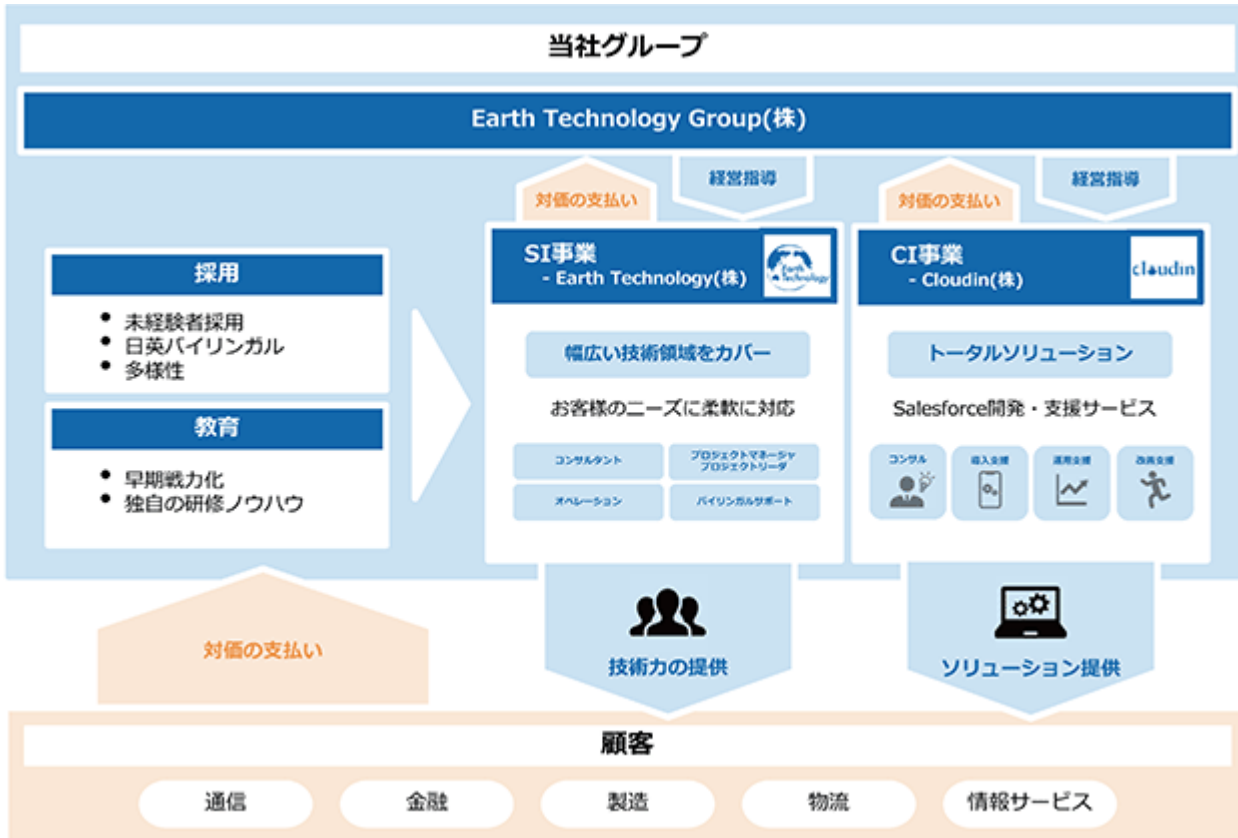 当社グループ
Earth Technology Group(株)
対価の支払い
経営指導
対価の支払い
経営指導
採用
● 未経験者採用
● 日英バイリンガル
● 多様性
教育
● 早期戦力化
● 独自の研修ノウハウ
SI事業
- Earth Technology(株)
Earth
Technology
幅広い技術領域をカバー
お客様のニーズに柔軟に対応
コンサルタント
プロジェクトマネージャ
プロジェクトリーダ
オペレーション
バイリンガルサポート
CI事業
- Cloudin(株)
cloudin
トータルソリューション
Salesforce開発・支援サービス
コンサル
導入支援
運用支援
改善支援
対価の支払い
技術力の提供
ソリューション提供
顧客
通信
金融
製造
物流
情報サービス